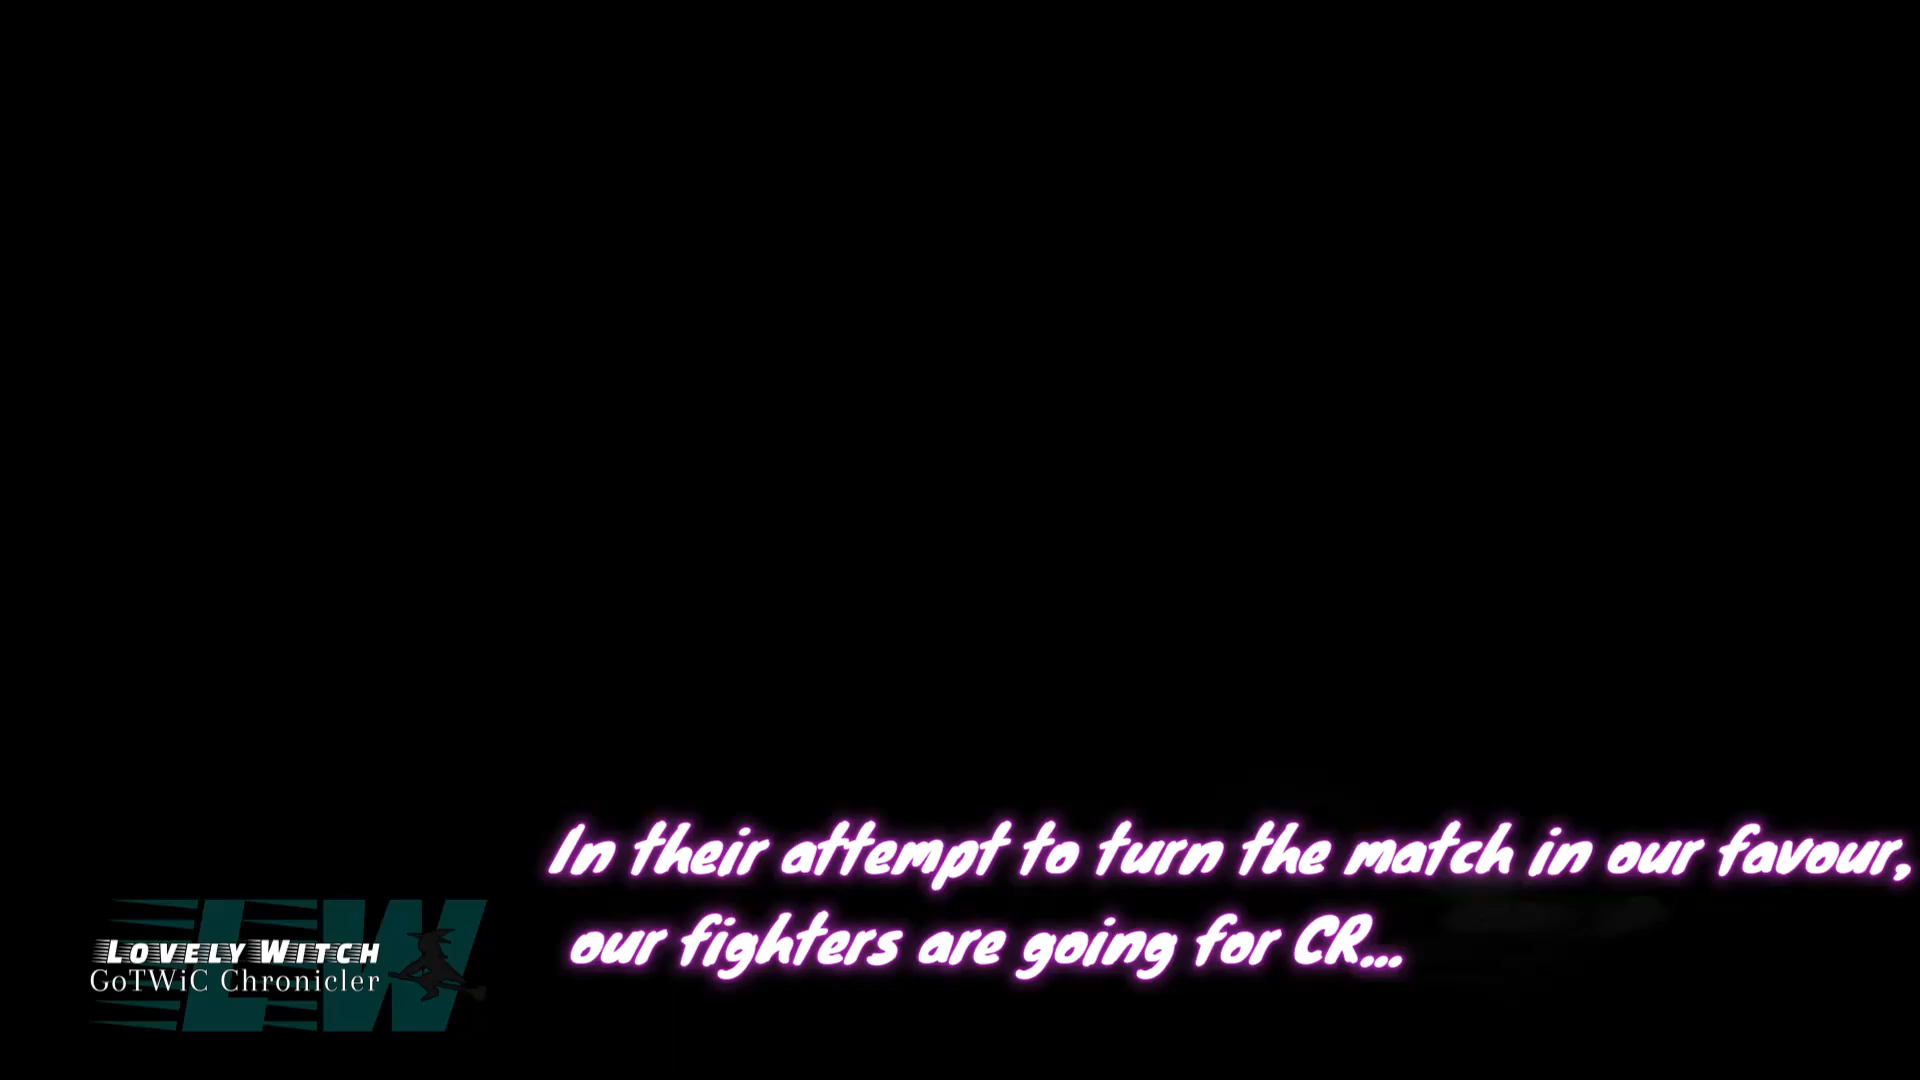 In their attempt to turn the match in our favour,
our fighters are going for CR...
LOVELY WITCH
GoTWiC Chronicler
LW